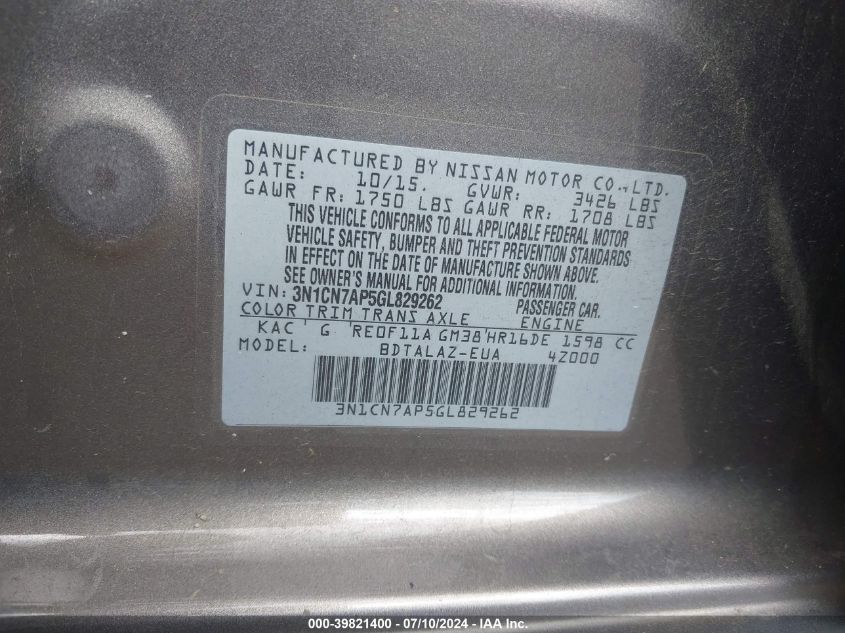 MANUFACTURED BY NISSAN MOTOR CO.,LTD.
DATE: 10/15. GVWR: 3426 LBS
GAWR FR: 1750 LBS GAWR RR: 1708 LBS
THIS VEHICLE CONFORMS TO ALL APPLICABLE FEDERAL MOTOR
VEHICLE SAFETY, BUMPER AND THEFT PREVENTION STANDARDS
IN EFFECT ON THE DATE OF MANUFACTURE SHOWN ABOVE.
SEE OWNER'S MANUAL FOR ADDITIONAL INFORMATION.
VIN: 3N1CN7AP5GL829262 PASSENGER CAR.
COLOR TRIM TRANS AXLE ENGINE
KAC ' G 'RE0F11A GM38'HR16DE 1598 CC
MODEL: BDTALAZ-EUA 4Z000
3N1CN7AP5GL829262
000-39821400 - 07/10/2024 - IAAI.com